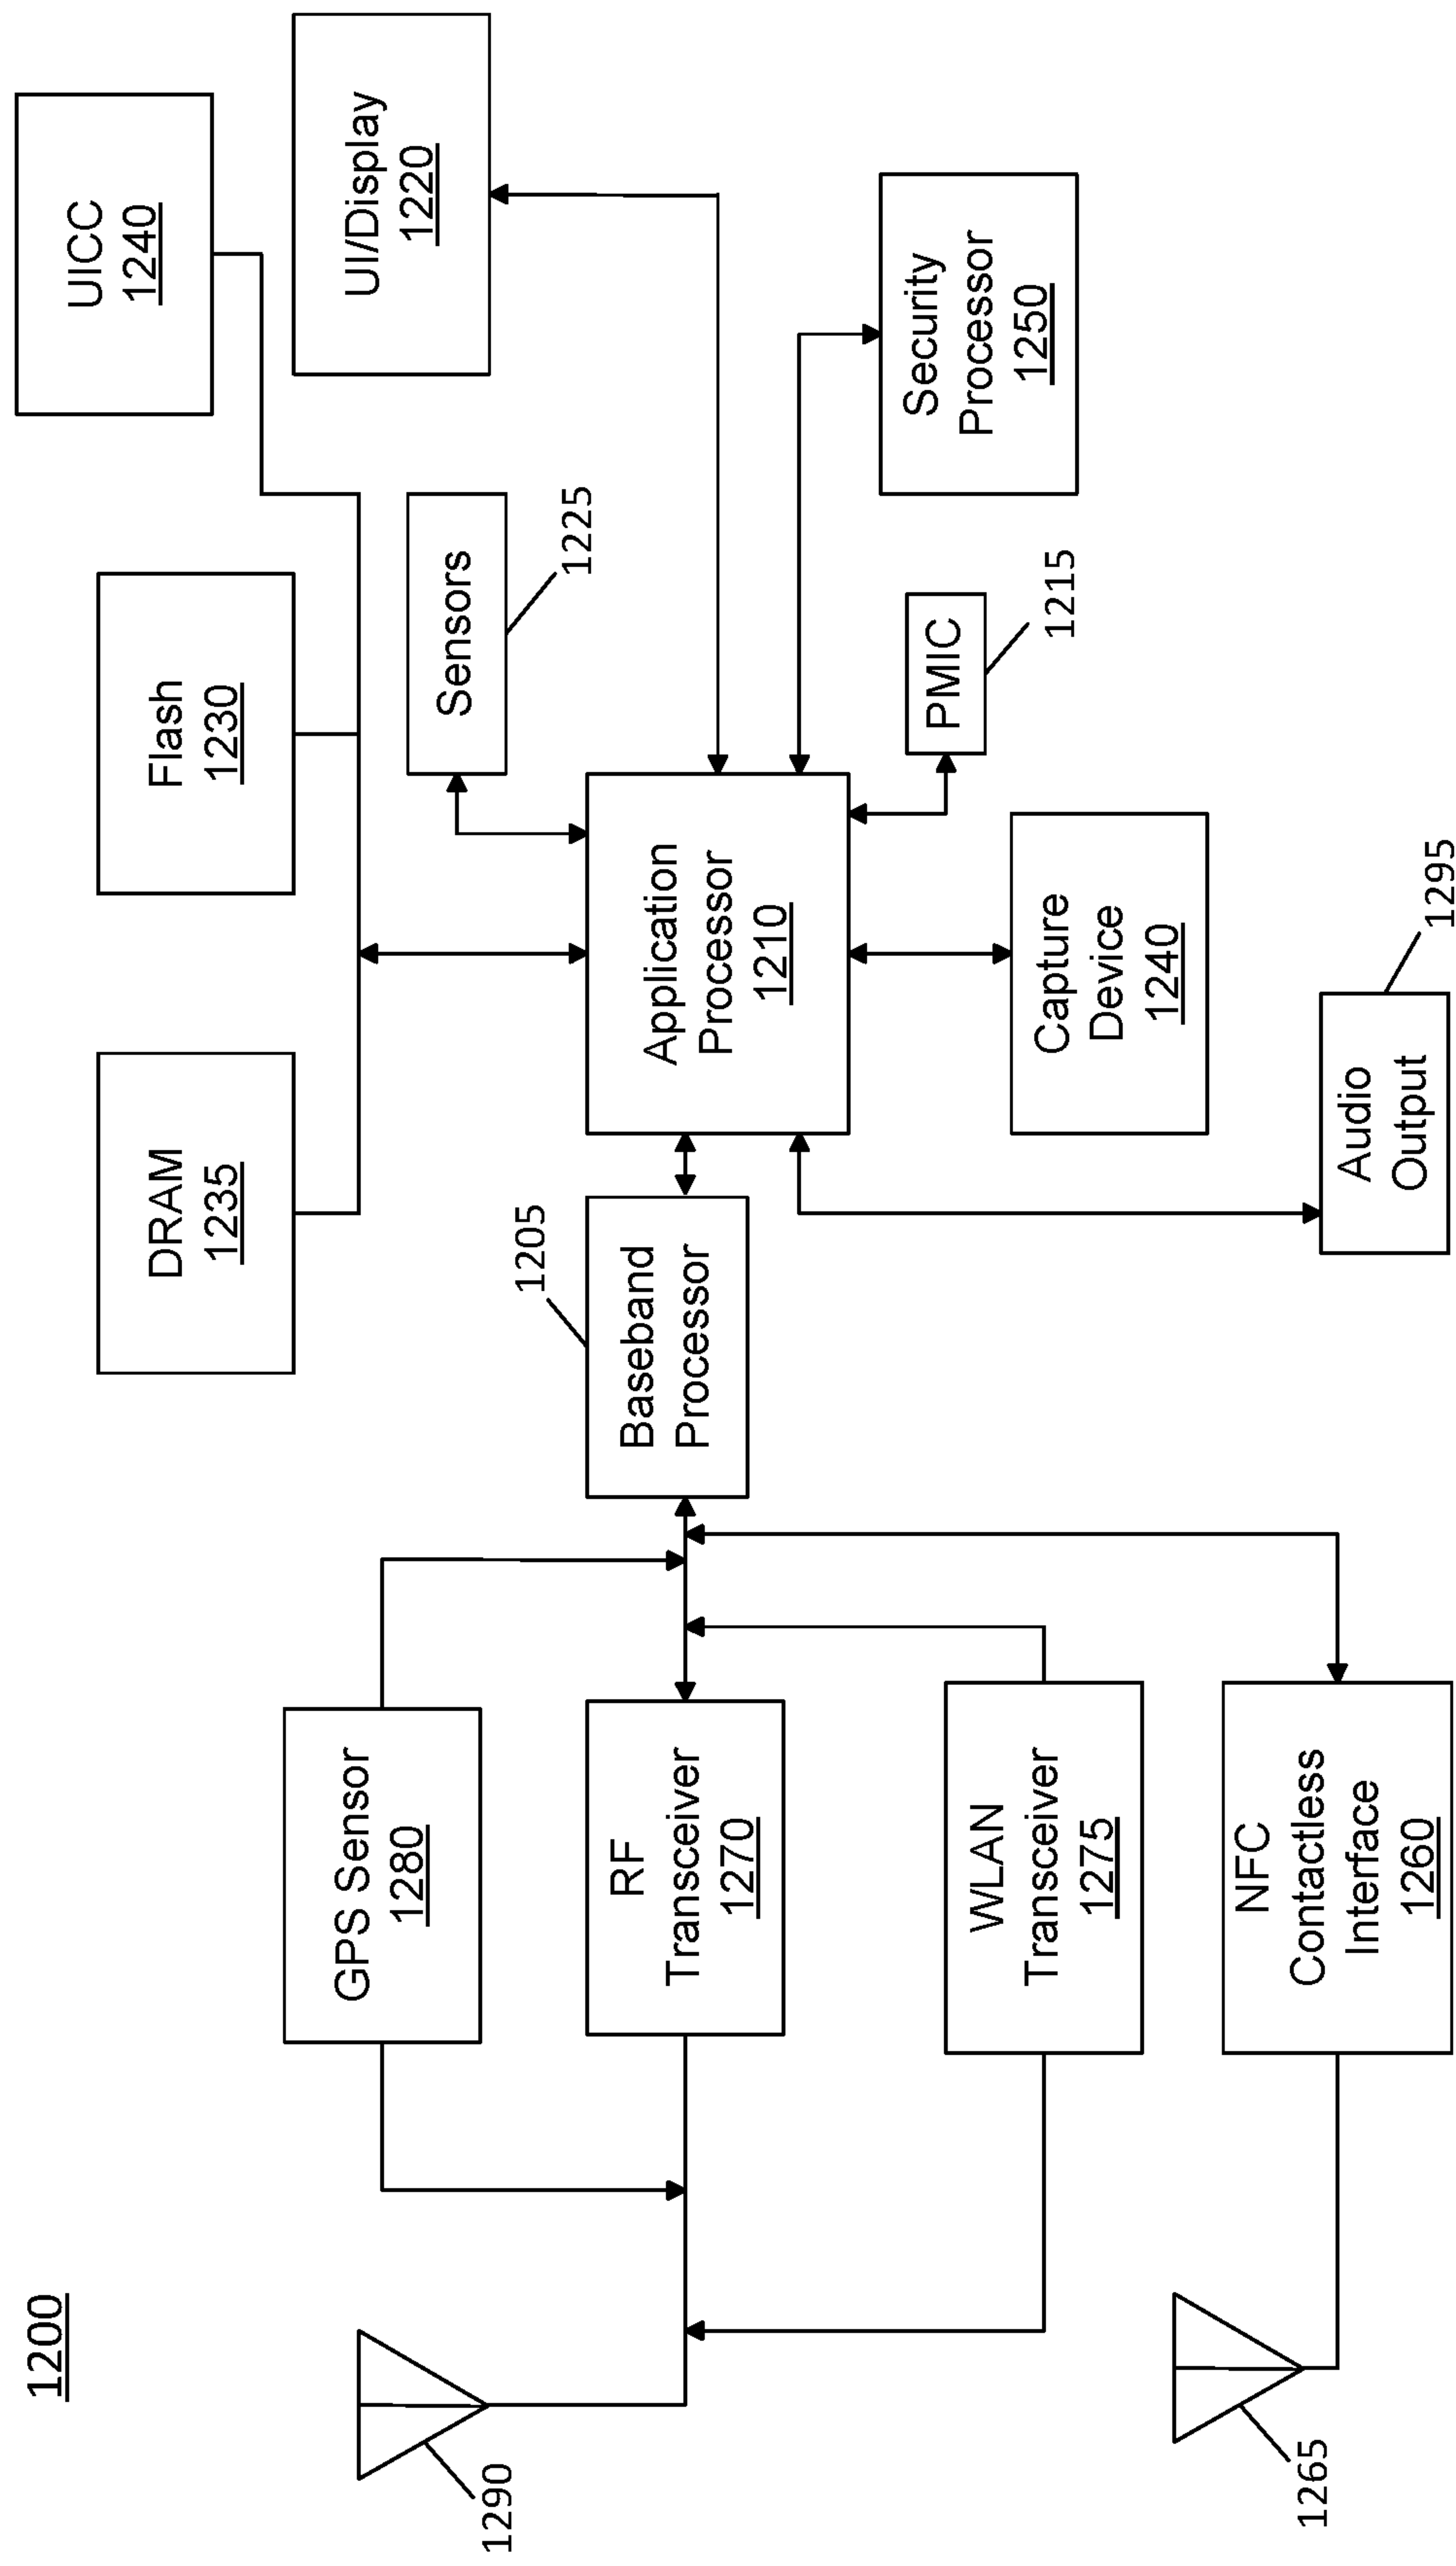 1200
UICC
1240
DRAM
1235
Flash
1230
UI/Display
1220
Sensors
1225
GPS Sensor
1280
1290
RF
Transceiver
1270
1205
Baseband
Processor
Application
Processor
1210
Security
Processor
1250
PMIC
1215
WLAN
Transceiver
1275
Capture
Device
1240
NFC
Contactless
Interface
1260
1265
Audio
Output
1295